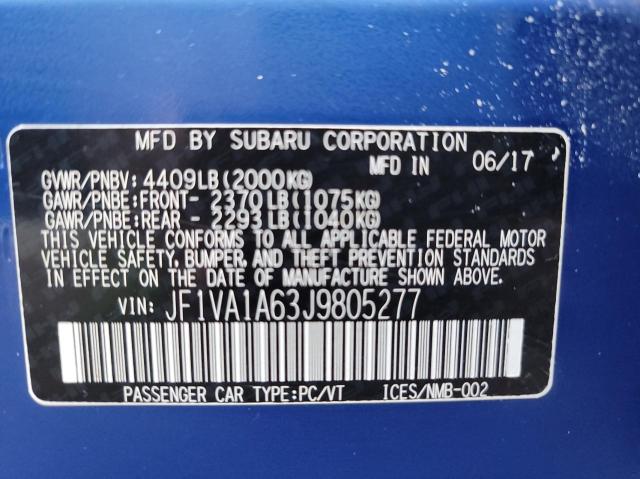 MFD BY SUBARU CORPORATION
MFD IN 06/17
GVWR/PNBV: 4409LB(2000KG)
GAWR/PNBE:FRONT- 2370LB(1075KG)
GAWR/PNBE:REAR - 2293LB(1040KG)
THIS VEHICLE CONFORMS TO ALL APPLICABLE FEDERAL MOTOR
VEHICLE SAFETY, BUMPER, AND THEFT PREVENTION STANDARDS
IN EFFECT ON THE DATE OF MANUFACTURE SHOWN ABOVE.
VIN: JF1VA1A63J9805277
PASSENGER CAR TYPE:PC/VT ICES/NMB-002